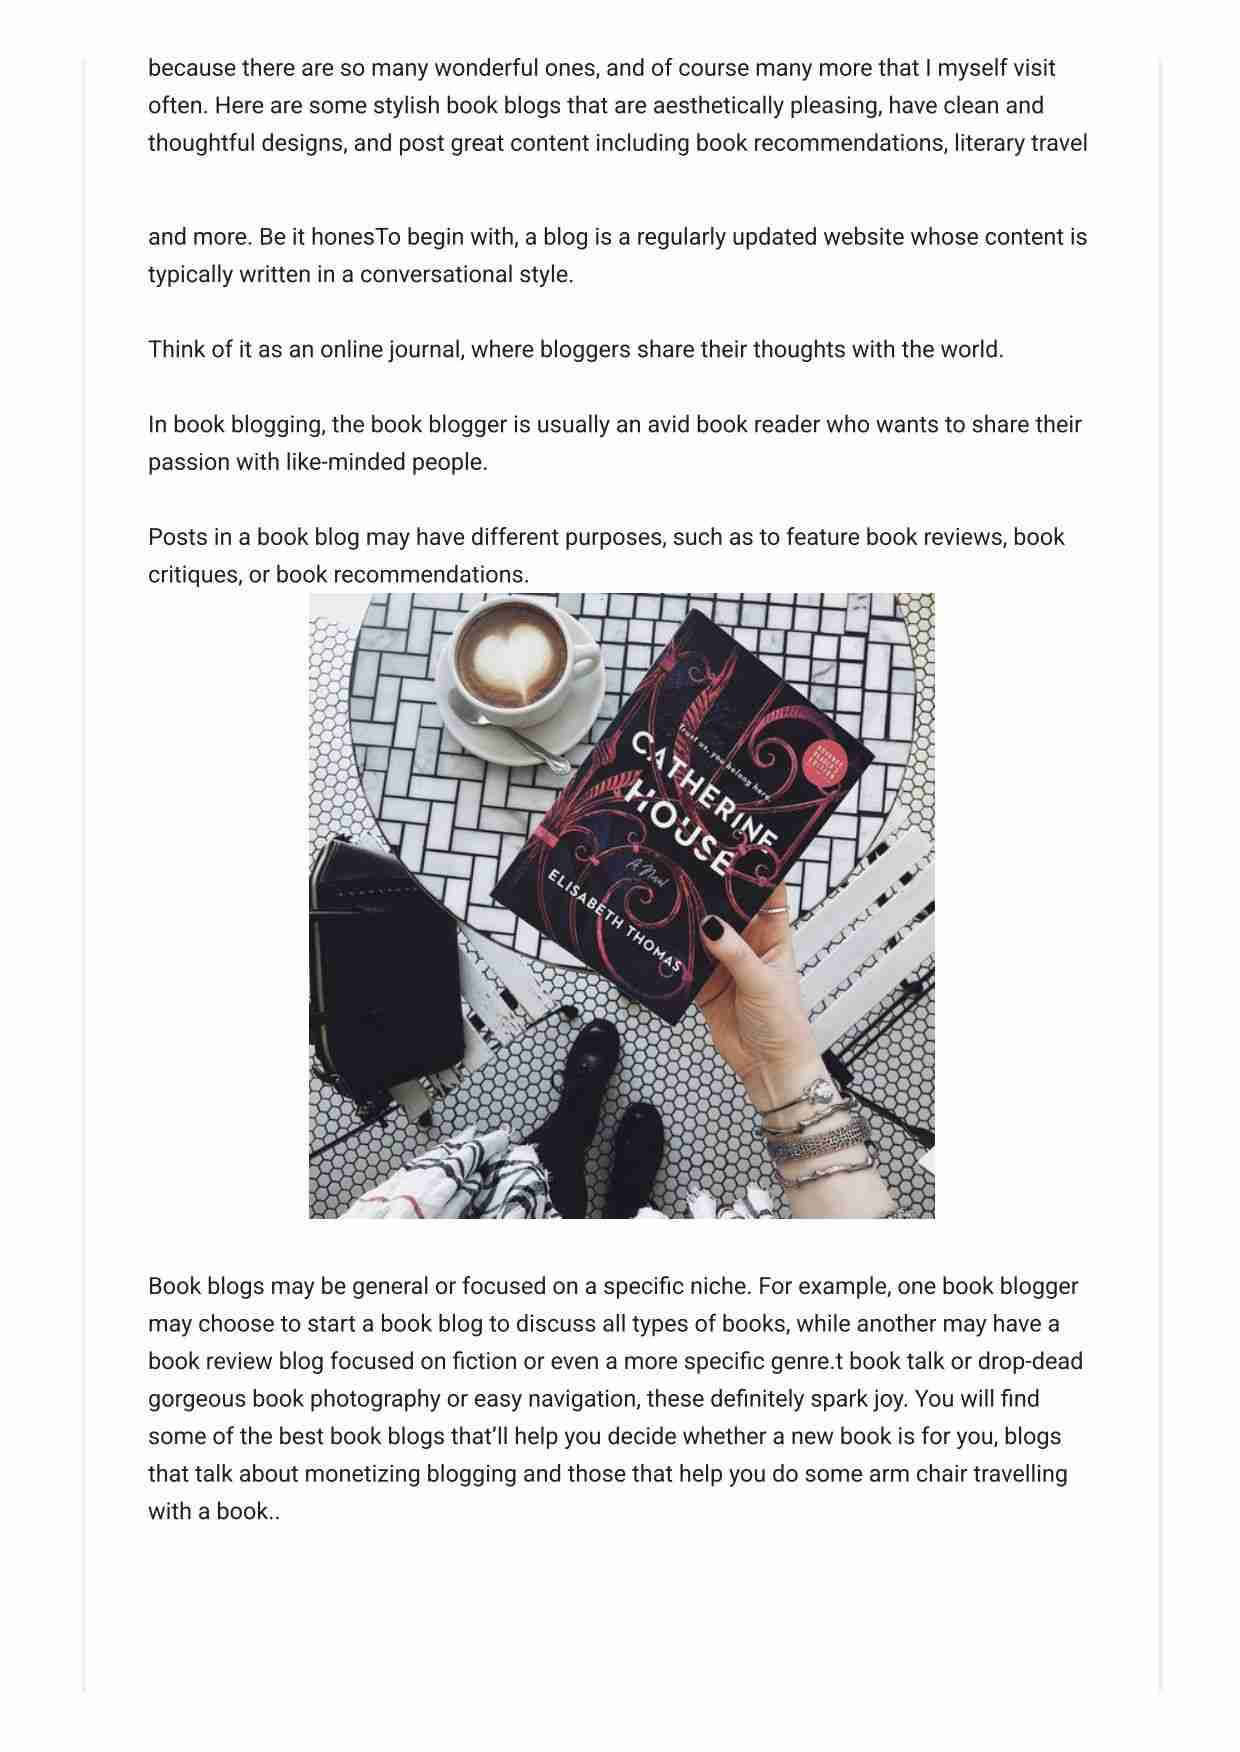 because there are so many wonderful ones, and of course many more that I myself visit
often. Here are some stylish book blogs that are aesthetically pleasing, have clean and
thoughtful designs, and post great content including book recommendations, literary travel
and more. Be it honesTo begin with, a blog is a regularly updated website whose content is
typically written in a conversational style.
Think of it as an online journal, where bloggers share their thoughts with the world.
In book blogging, the book blogger is usually an avid book reader who wants to share their
passion with like-minded people.
Posts in a book blog may have different purposes, such as to feature book reviews, book
critiques, or book recommendations.
Trust us, you belong here.
CATHERINE
HOUSE
A Novel
ELISABETH THOMAS
ADVANCE
READER'S
EDITION
Book blogs may be general or focused on a specific niche. For example, one book blogger
may choose to start a book blog to discuss all types of books, while another may have a
book review blog focused on fiction or even a more specific genre.t book talk or drop-dead
gorgeous book photography or easy navigation, these definitely spark joy. You will find
some of the best book blogs that’ll help you decide whether a new book is for you, blogs
that talk about monetizing blogging and those that help you do some arm chair travelling
with a book..